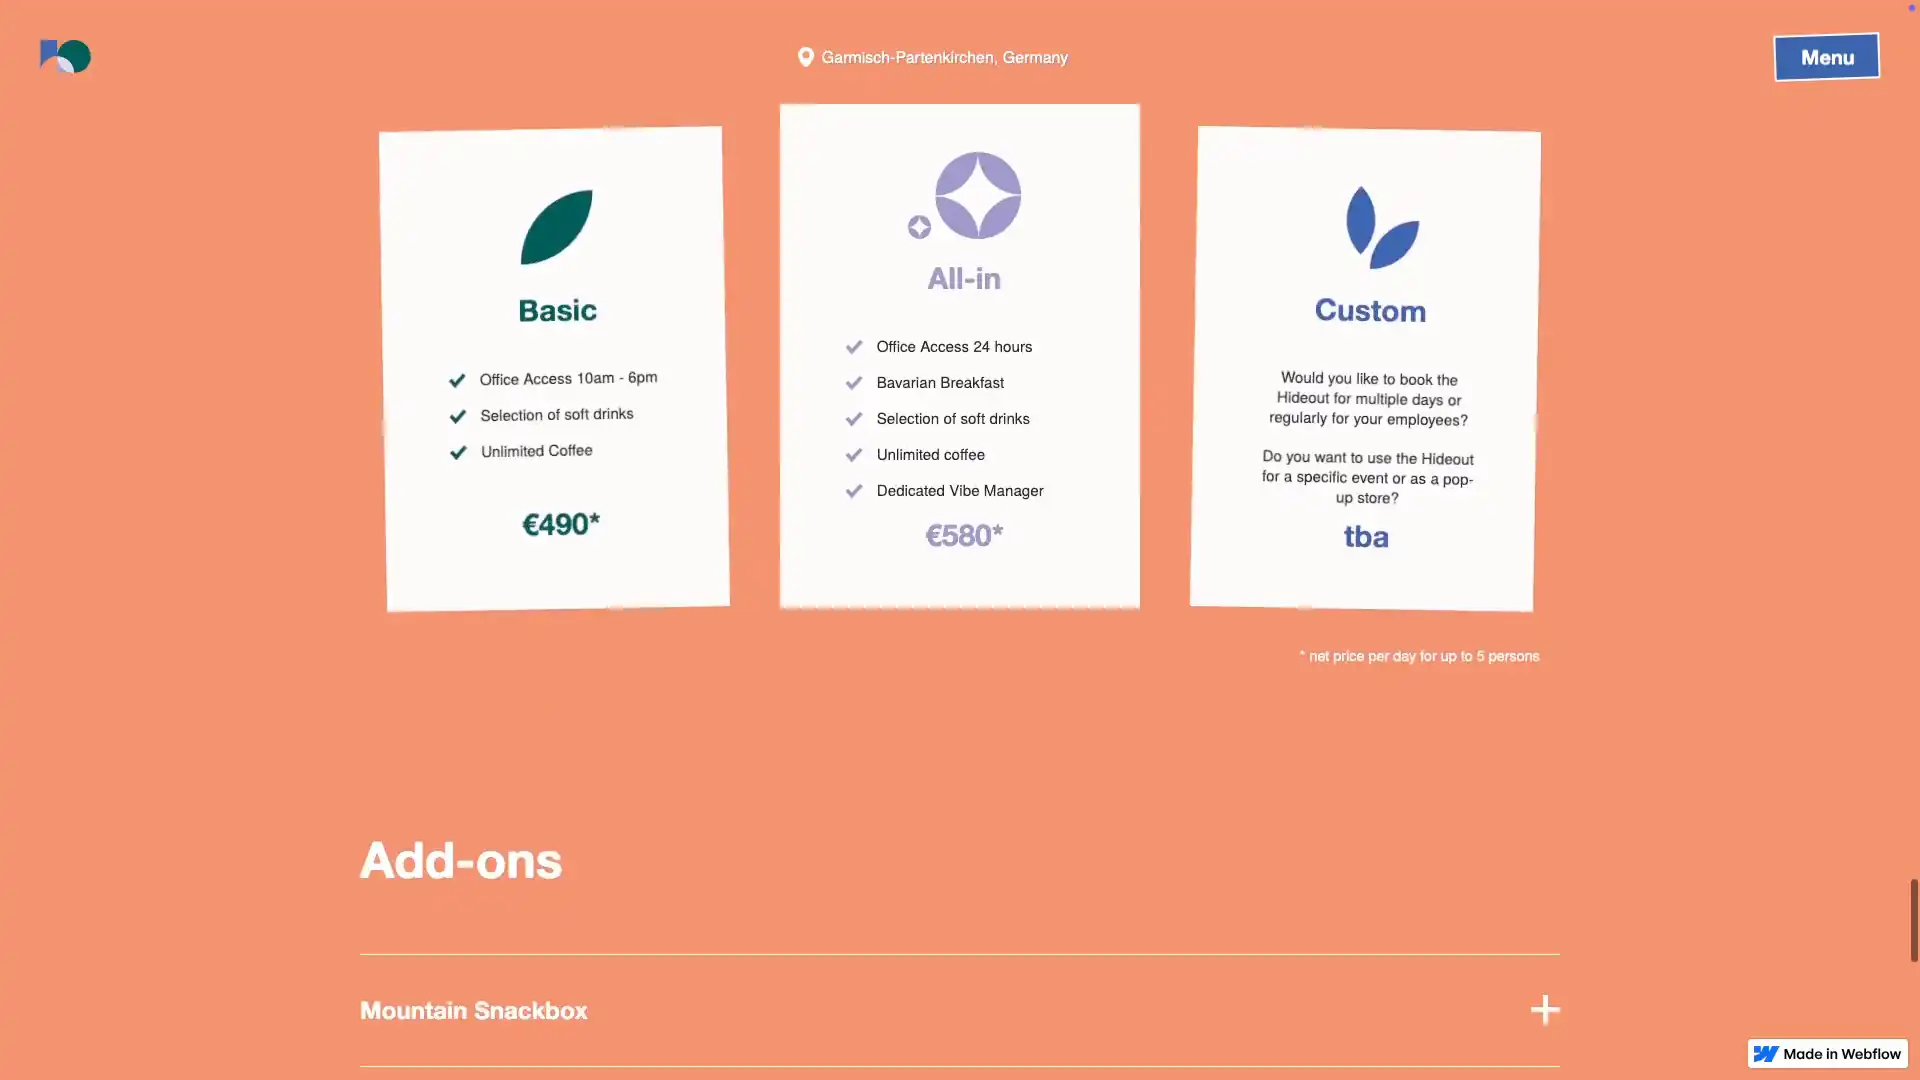 Garmisch-Partenkirchen, Germany
Menu
Basic
Office Access 10am - 6pm
Selection of soft drinks
Unlimited Coffee
€490*
All-in
Office Access 24 hours
Bavarian Breakfast
Selection of soft drinks
Unlimited coffee
Dedicated Vibe Manager
€580*
Custom
Would you like to book the
Hideout for multiple days or
regularly for your employees?
Do you want to use the Hideout
for a specific event or as a pop-
up store?
tba
* net price per day for up to 5 persons
Add-ons
Mountain Snackbox
Made in Webflow